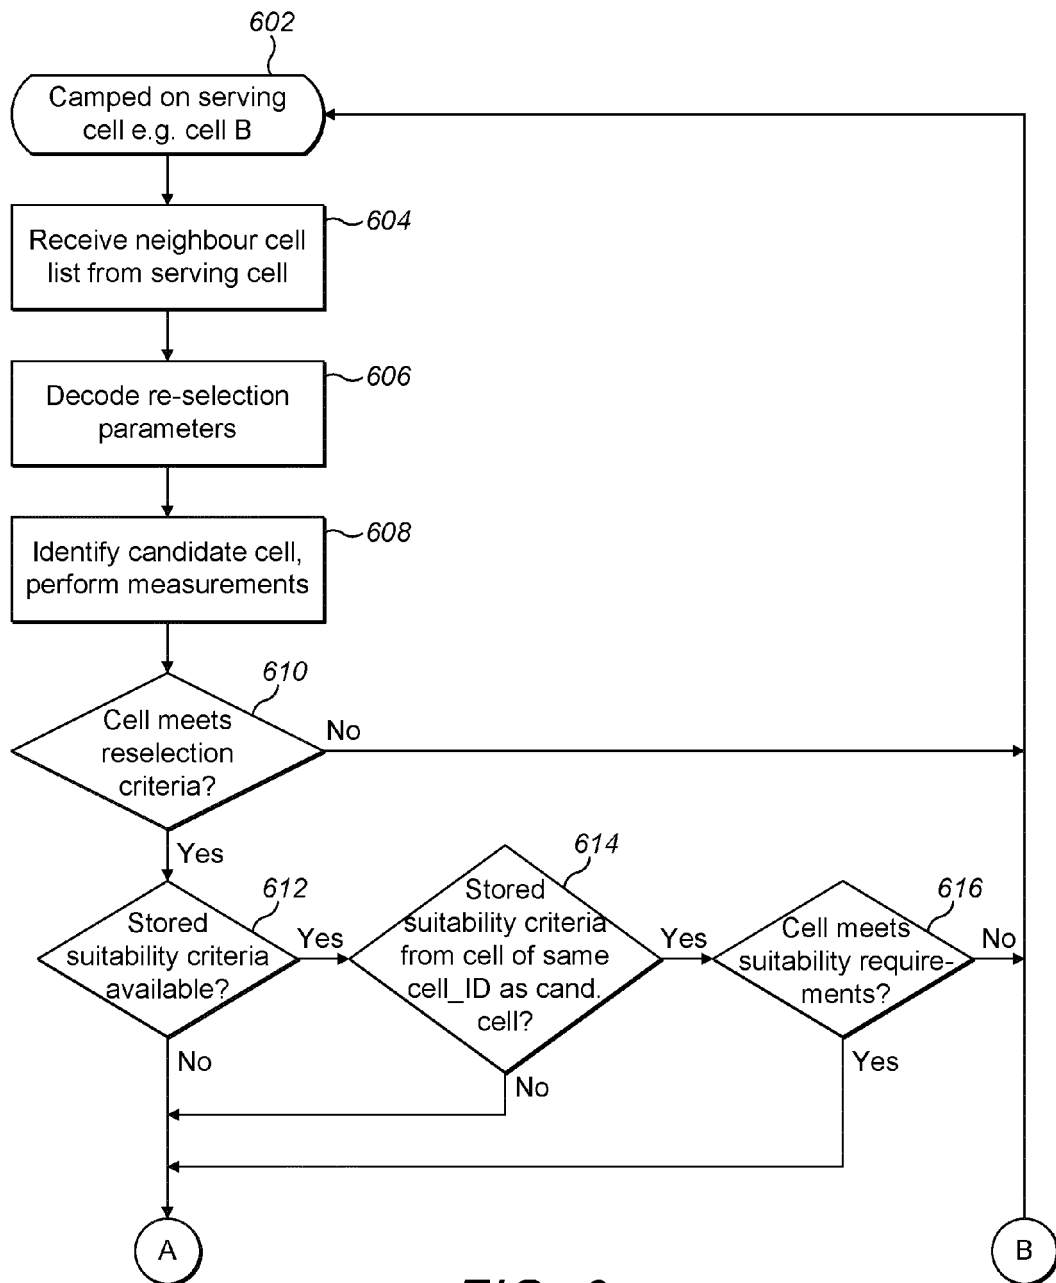 602
Camped on serving
cell e.g. cell B
604
Receive neighbour cell
list from serving cell
606
Decode re-selection
parameters
608
Identify candidate cell,
perform measurements
610
Cell meets
reselection
criteria?
No
Yes
612
Stored
suitability criteria
available?
Yes
No
614
Stored
suitability criteria
from cell of same
cell_ID as cand.
cell?
Yes
No
616
Cell meets
suitability require-
ments?
No
Yes
A
B